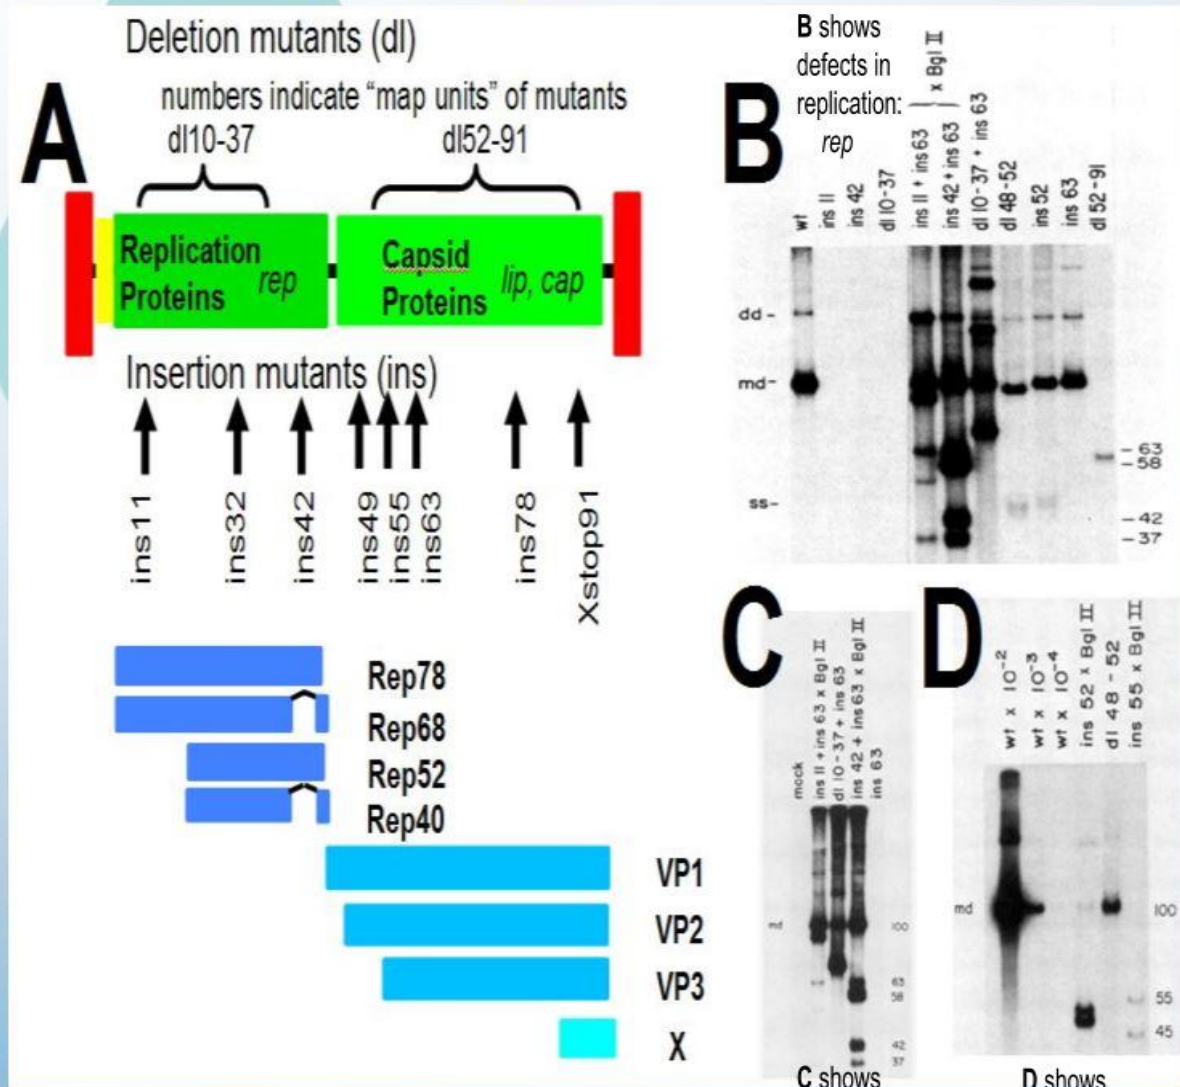 Deletion mutants (dl)
A
numbers indicate “map units” of mutants
dl10-37
dl52-91
Replication
Proteins
rep
Capsid
Proteins
lip, cap
Insertion mutants (ins)
ins11
ins32
ins42
ins49
ins55
ins63
ins78
Xstop91
Rep78
Rep68
Rep52
Rep40
VP1
VP2
VP3
X
B
B shows
defects in
replication:
rep
x Bgl II
wt
ins 11
ins 42
dl 10-37
ins 11 + ins 63
ins 42 + ins 63
dl 10-37 + ins 63
dl 48-52
ins 52
ins 63
dl 52-91
dd -
md-
ss-
- 63
- 58
- 42
- 37
C
mock
ins 11 + ins 63 x Bgl II
dl 10-37 + ins 63
ins 42 + ins 63 x Bgl II
ins 63
md
100
63
58
42
37
C shows
D
wt x 10-2
wt x 10-3
wt x 10-4
ins 52 x Bgl II
dl 48 - 52
ins 55 x Bgl II
md
100
55
45
D shows